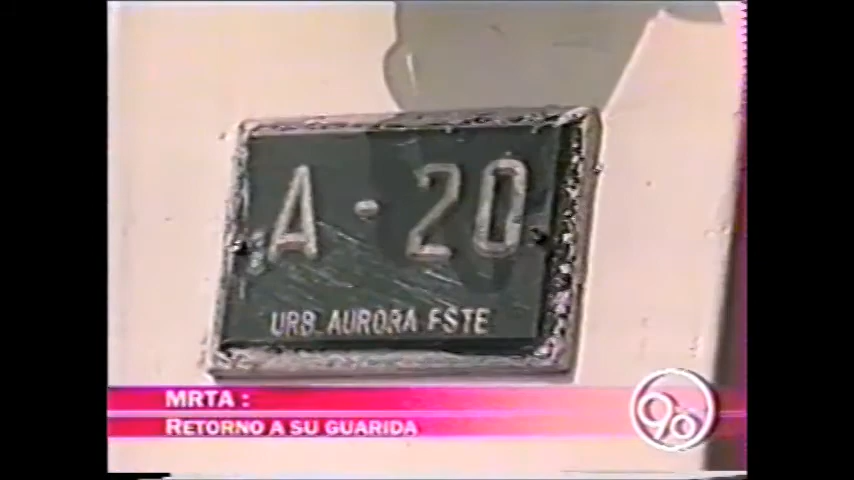 A - 20
URB. AURORA ESTE
MRTA :
RETORNO A SU GUARIDA
90